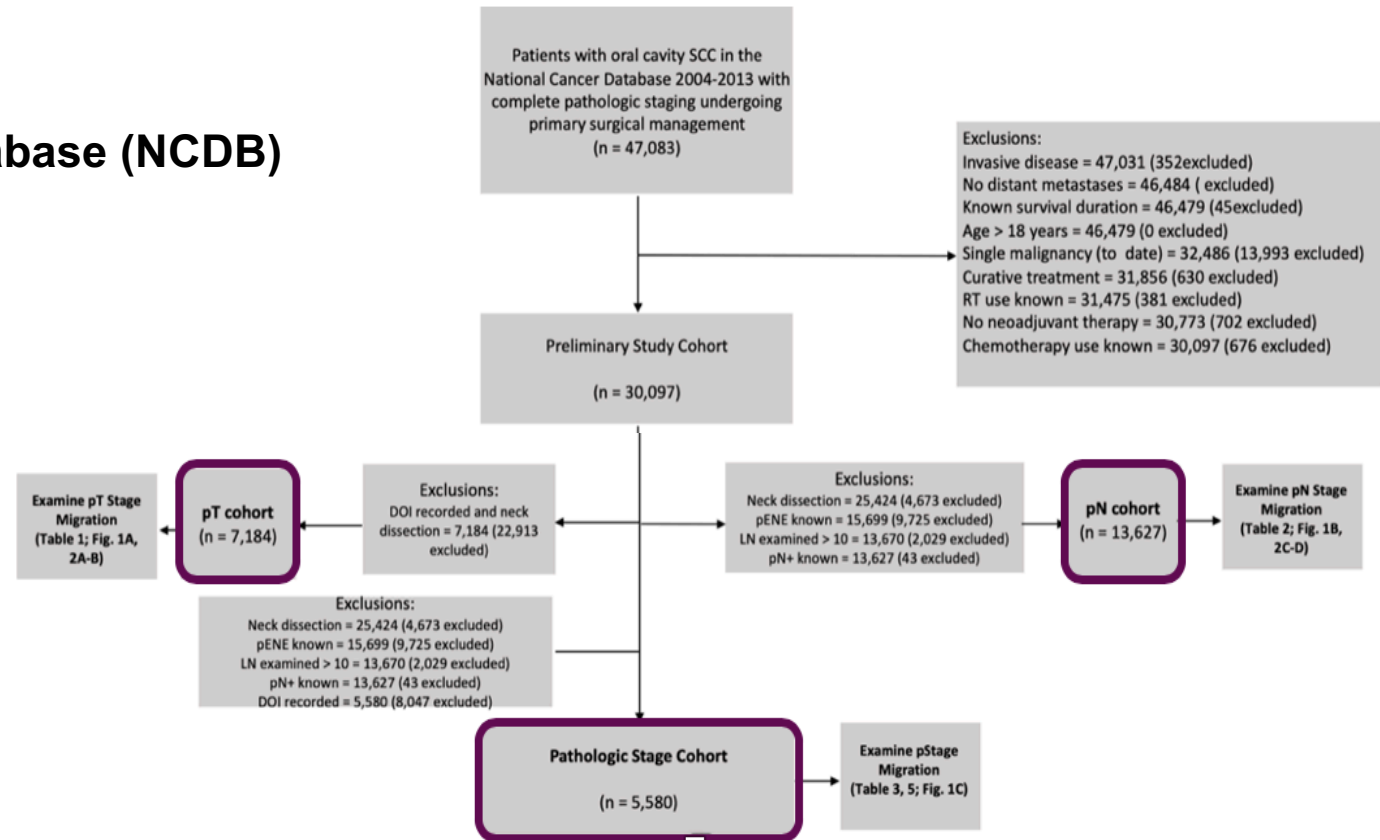 abase (NCDB)
Patients with oral cavity SCC in the
National Cancer Database 2004-2013 with
complete pathologic staging undergoing
primary surgical management
(n = 47,083)
Exclusions:
Invasive disease = 47,031 (352excluded)
No distant metastases = 46,484 ( excluded)
Known survival duration = 46,479 (45excluded)
Age > 18 years = 46,479 (0 excluded)
Single malignancy (to date) = 32,486 (13,993 excluded)
Curative treatment = 31,856 (630 excluded)
RT use known = 31,475 (381 excluded)
No neoadjuvant therapy = 30,773 (702 excluded)
Chemotherapy use known = 30,097 (676 excluded)
Preliminary Study Cohort
(n = 30,097)
Examine pT Stage
Migration
(Table 1; Fig. 1A,
2A-B)
pT cohort
(n = 7,184)
Exclusions:
DOI recorded and neck
dissection = 7,184 (22,913
excluded)
Exclusions:
Neck dissection = 25,424 (4,673 excluded)
pENE known = 15,699 (9,725 excluded)
LN examined > 10 = 13,670 (2,029 excluded)
pN+ known = 13,627 (43 excluded)
pN cohort
(n = 13,627)
Examine pN Stage
Migration
(Table 2; Fig. 1B,
2C-D)
Exclusions:
Neck dissection = 25,424 (4,673 excluded)
pENE known = 15,699 (9,725 excluded)
LN examined > 10 = 13,670 (2,029 excluded)
pN+ known = 13,627 (43 excluded)
DOI recorded = 5,580 (8,047 excluded)
Pathologic Stage Cohort
(n = 5,580)
Examine pStage
Migration
(Table 3, 5; Fig. 1C)